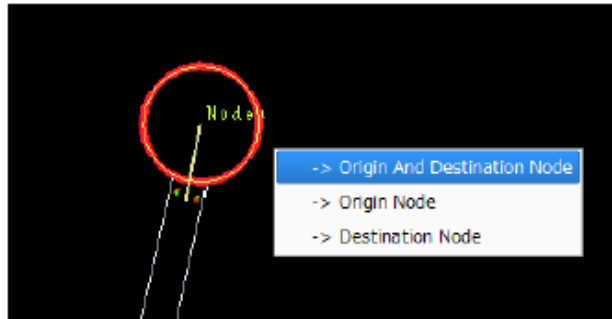 Node
-> Origin And Destination Node
-> Origin Node
-> Destination Node